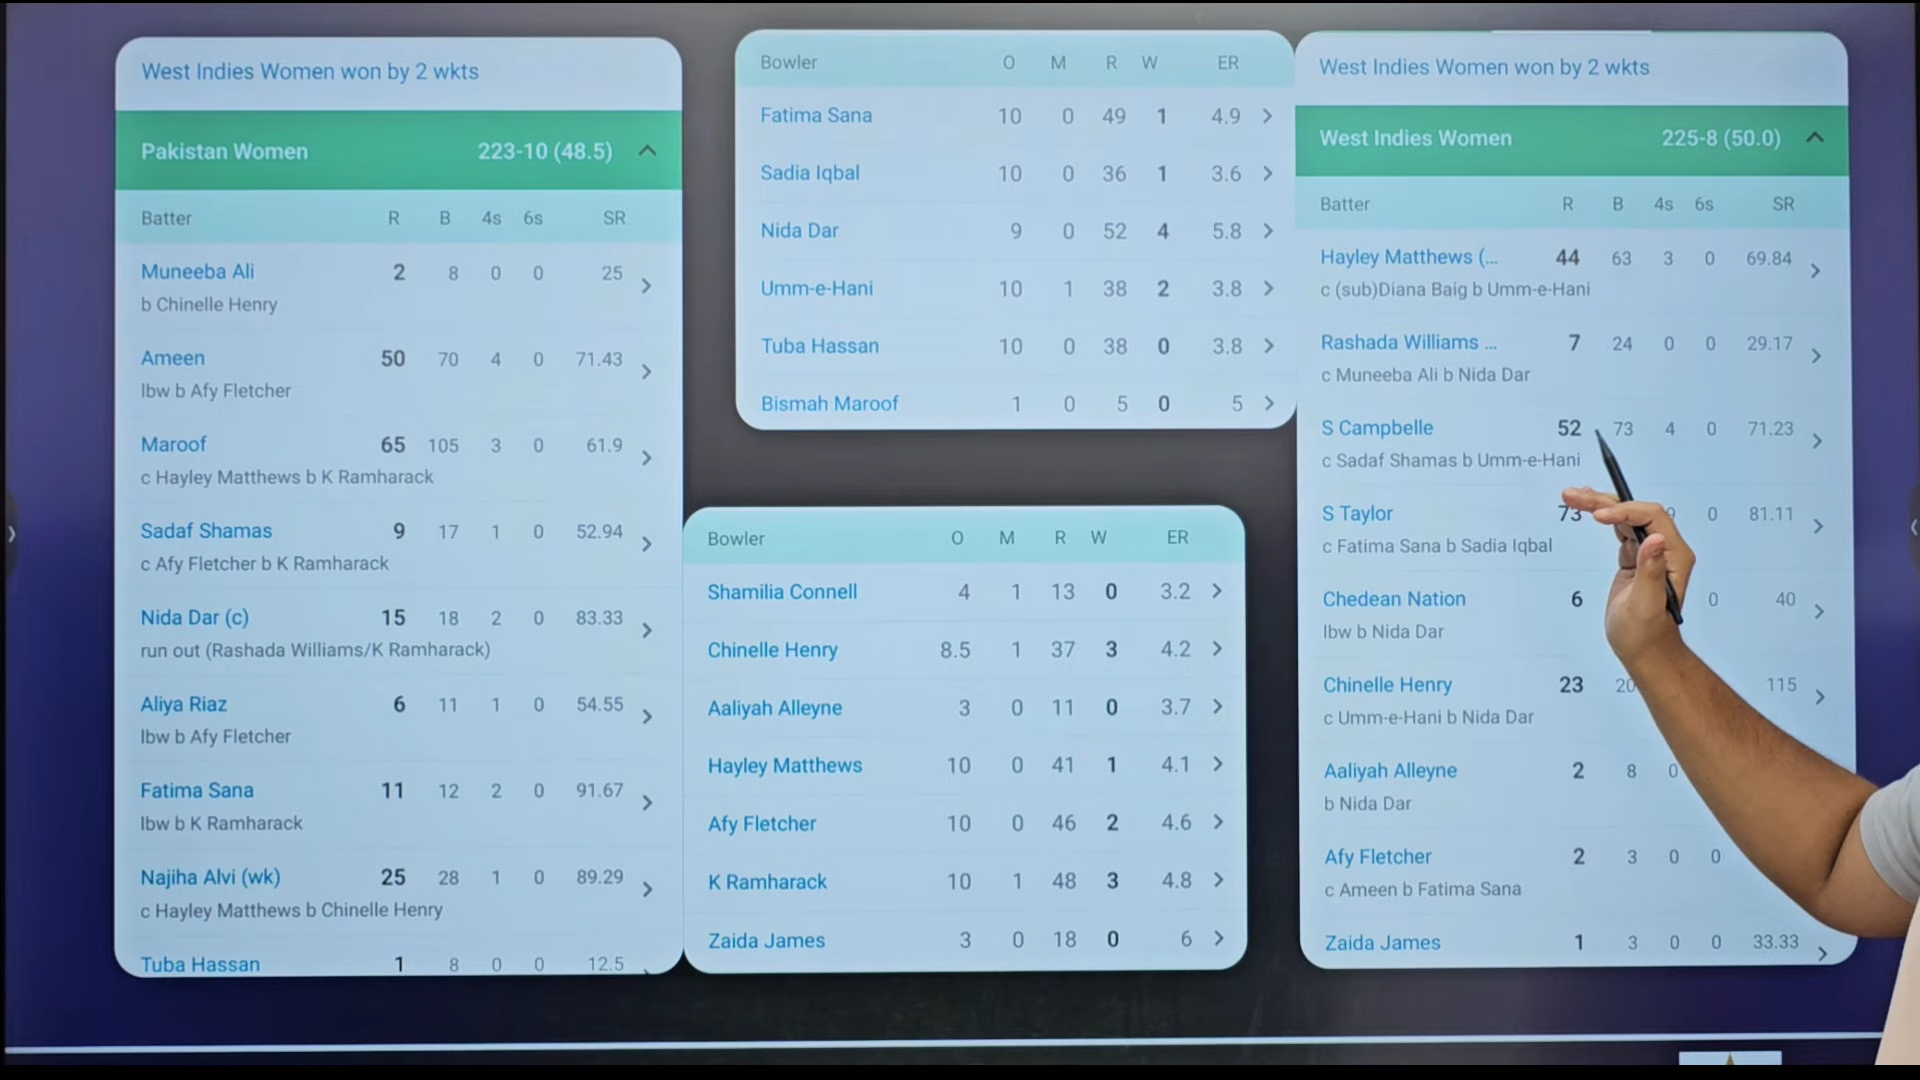 West Indies Women won by 2 wkts
Pakistan Women 223-10 (48.5)
Batter R B 4s 6s SR
Muneeba Ali 2 8 0 0 25
b Chinelle Henry
Ameen 50 70 4 0 71.43
lbw b Afy Fletcher
Maroof 65 105 3 0 61.9
c Hayley Matthews b K Ramharack
Sadaf Shamas 9 17 1 0 52.94
c Afy Fletcher b K Ramharack
Nida Dar (c) 15 18 2 0 83.33
run out (Rashada Williams/K Ramharack)
Aliya Riaz 6 11 1 0 54.55
lbw b Afy Fletcher
Fatima Sana 11 12 2 0 91.67
lbw b K Ramharack
Najiha Alvi (wk) 25 28 1 0 89.29
c Hayley Matthews b Chinelle Henry
Tuba Hassan 1 8 0 0 12.5
Bowler O M R W ER
Fatima Sana 10 0 49 1 4.9
Sadia Iqbal 10 0 36 1 3.6
Nida Dar 9 0 52 4 5.8
Umm-e-Hani 10 1 38 2 3.8
Tuba Hassan 10 0 38 0 3.8
Bismah Maroof 1 0 5 0 5
Bowler O M R W ER
Shamilia Connell 4 1 13 0 3.2
Chinelle Henry 8.5 1 37 3 4.2
Aaliyah Alleyne 3 0 11 0 3.7
Hayley Matthews 10 0 41 1 4.1
Afy Fletcher 10 0 46 2 4.6
K Ramharack 10 1 48 3 4.8
Zaida James 3 0 18 0 6
West Indies Women won by 2 wkts
West Indies Women 225-8 (50.0)
Batter R B 4s 6s SR
Hayley Matthews (... 44 63 3 0 69.84
c (sub)Diana Baig b Umm-e-Hani
Rashada Williams ... 7 24 0 0 29.17
c Muneeba Ali b Nida Dar
S Campbelle 52 73 4 0 71.23
c Sadaf Shamas b Umm-e-Hani
S Taylor 73 0 81.11
c Fatima Sana b Sadia Iqbal
Chedean Nation 6 0 40
lbw b Nida Dar
Chinelle Henry 23 20 115
c Umm-e-Hani b Nida Dar
Aaliyah Alleyne 2 8 0
b Nida Dar
Afy Fletcher 2 3 0 0
c Ameen b Fatima Sana
Zaida James 1 3 0 0 33.33